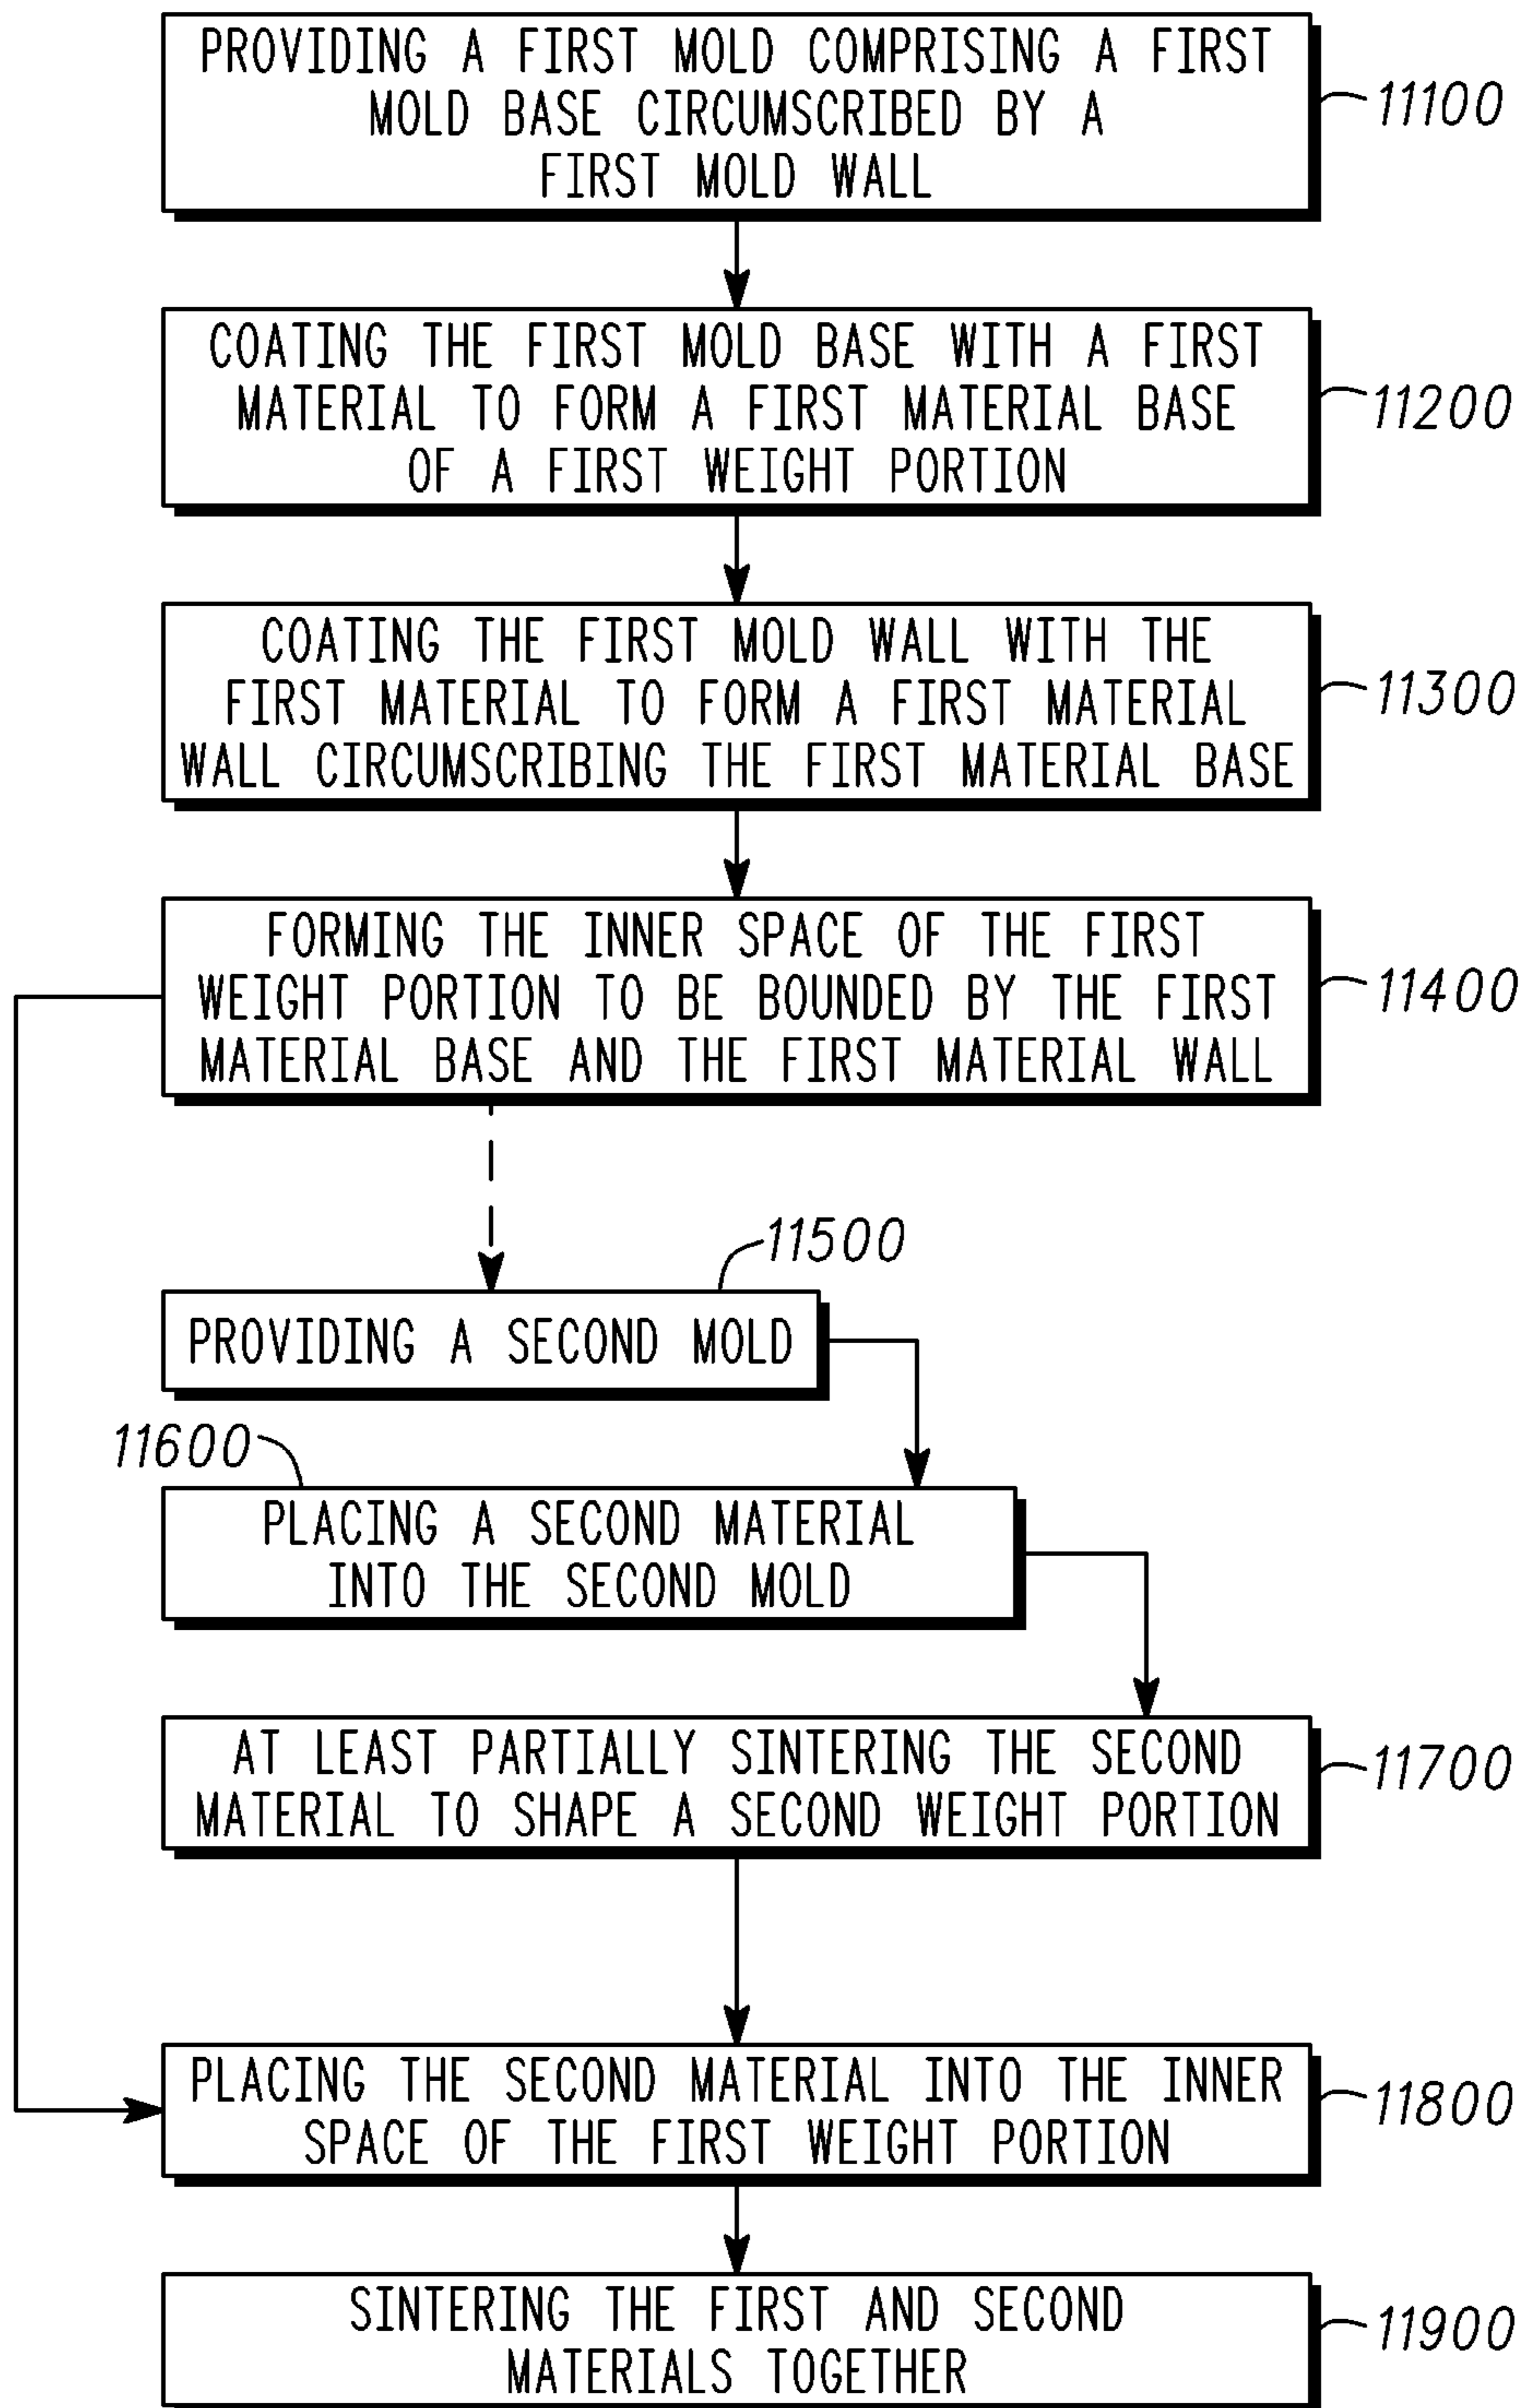 PROVIDING A FIRST MOLD COMPRISING A FIRST
MOLD BASE CIRCUMSCRIBED BY A
FIRST MOLD WALL
11100
COATING THE FIRST MOLD BASE WITH A FIRST
MATERIAL TO FORM A FIRST MATERIAL BASE
OF A FIRST WEIGHT PORTION
11200
COATING THE FIRST MOLD WALL WITH THE
FIRST MATERIAL TO FORM A FIRST MATERIAL
WALL CIRCUMSCRIBING THE FIRST MATERIAL BASE
11300
FORMING THE INNER SPACE OF THE FIRST
WEIGHT PORTION TO BE BOUNDED BY THE FIRST
MATERIAL BASE AND THE FIRST MATERIAL WALL
11400
11500
PROVIDING A SECOND MOLD
11600
PLACING A SECOND MATERIAL
INTO THE SECOND MOLD
AT LEAST PARTIALLY SINTERING THE SECOND
MATERIAL TO SHAPE A SECOND WEIGHT PORTION
11700
PLACING THE SECOND MATERIAL INTO THE INNER
SPACE OF THE FIRST WEIGHT PORTION
11800
SINTERING THE FIRST AND SECOND
MATERIALS TOGETHER
11900